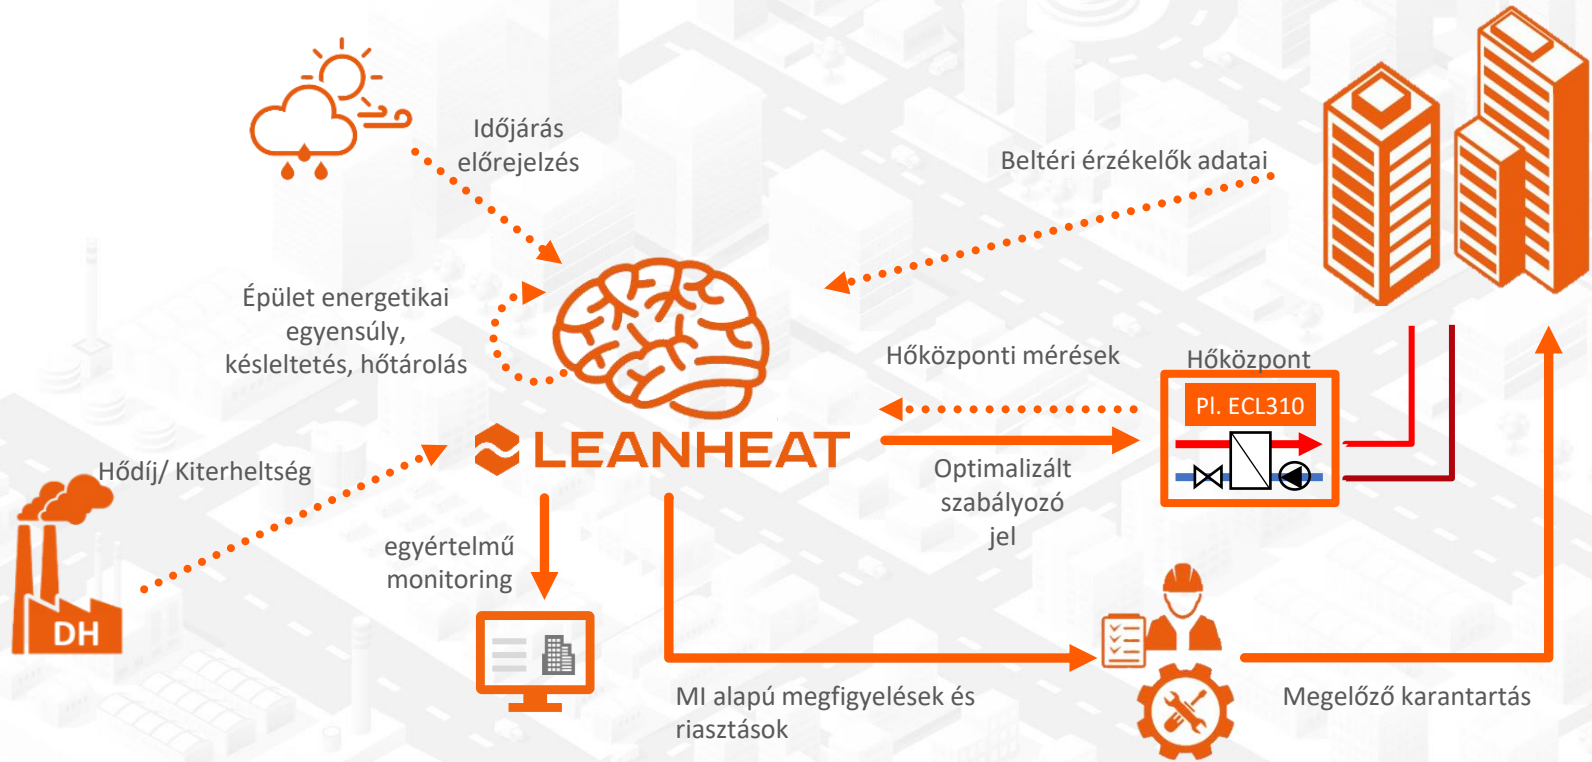 Időjárás
előrejelzés
Beltéri érzékelők adatai
Épület energetikai
egyensúly,
késleltetés, hőtárolás
Hőközponti mérések
Hőközpont
Pl. ECL310
LEANHEAT
Hődíj/ Kiterheltség
Optimalizált
szabályozó
jel
egyértelmű
monitoring
DH
MI alapú megfigyelések és
riasztások
Megelőző karantartás